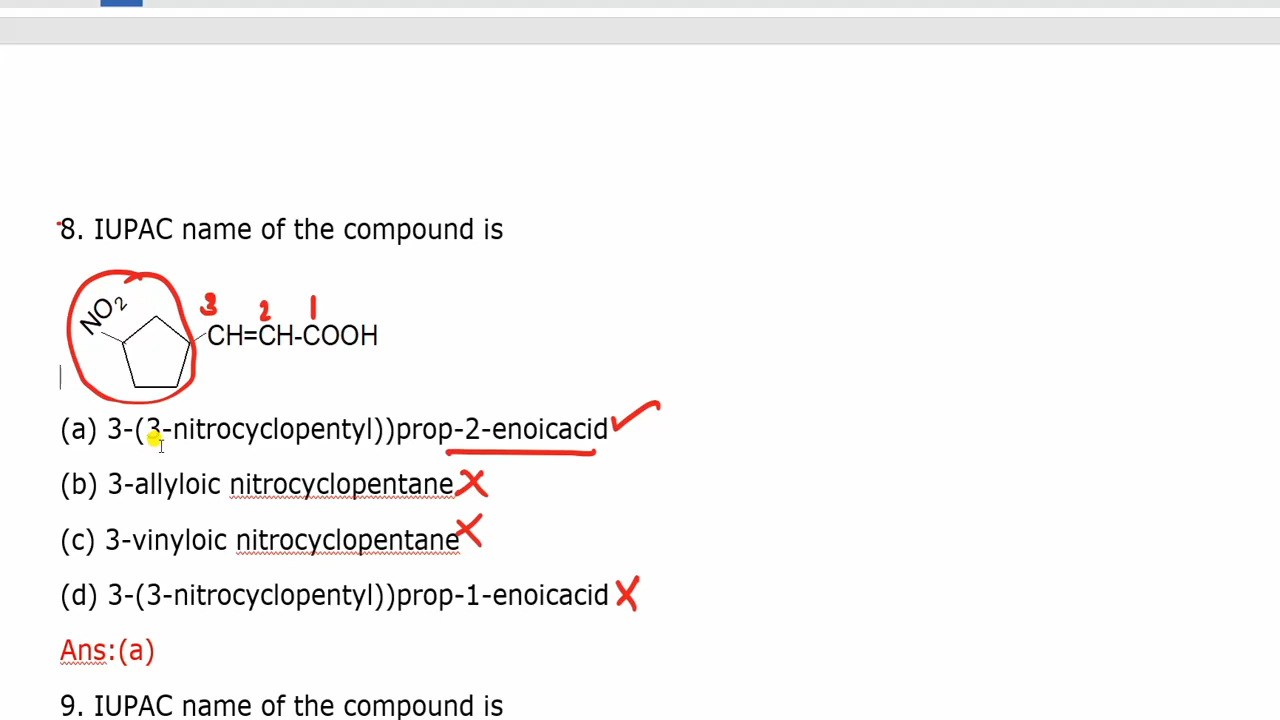 8. IUPAC name of the compound is
3 2 1
NO2
CH=CH-COOH
(a) 3-(3-nitrocyclopentyl))prop-2-enoicacid
(b) 3-allyloic nitrocyclopentane
(c) 3-vinyloic nitrocyclopentane
(d) 3-(3-nitrocyclopentyl))prop-1-enoicacid
Ans:(a)
9. IUPAC name of the compound is